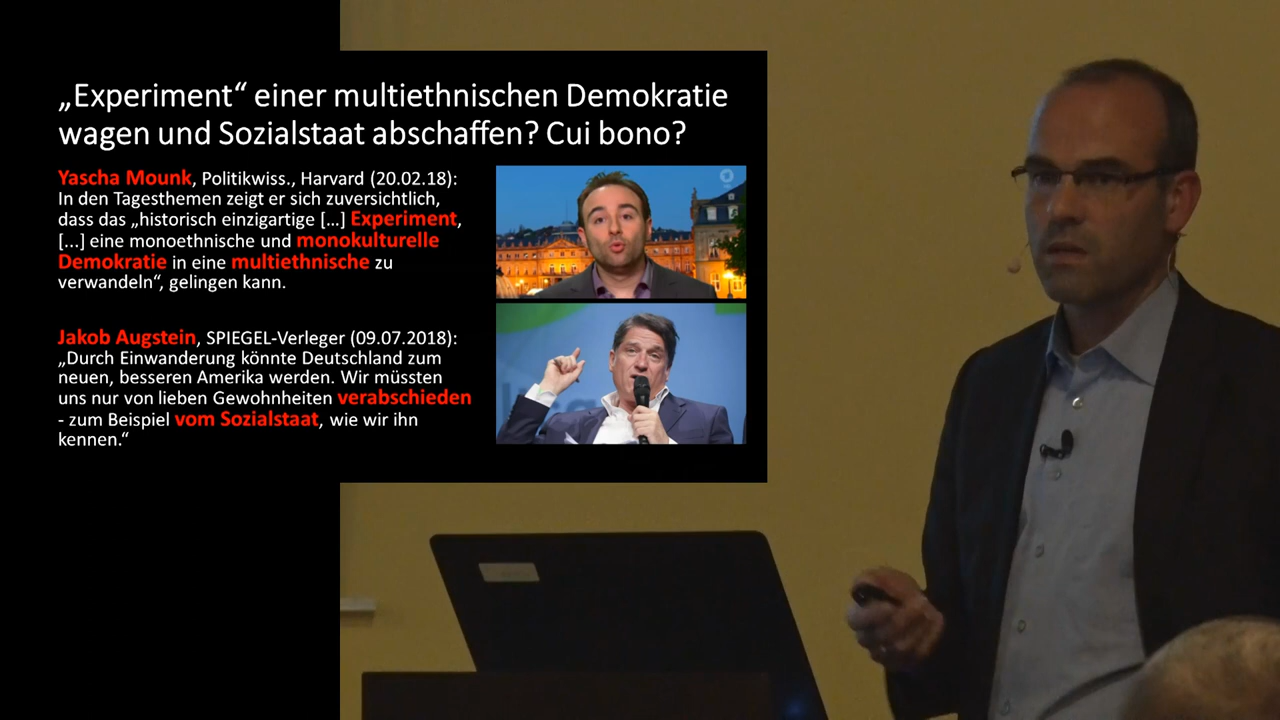 „Experiment“ einer multiethnischen Demokratie
wagen und Sozialstaat abschaffen? Cui bono?
Yascha Mounk, Politikwiss., Harvard (20.02.18):
In den Tagesthemen zeigt er sich zuversichtlich,
dass das „historisch einzigartige [...] Experiment,
[...] eine monoethnische und monokulturelle
Demokratie in eine multiethnische zu
verwandeln“, gelingen kann.
Jakob Augstein, SPIEGEL-Verleger (09.07.2018):
„Durch Einwanderung könnte Deutschland zum
neuen, besseren Amerika werden. Wir müssten
uns nur von lieben Gewohnheiten verabschieden
- zum Beispiel vom Sozialstaat, wie wir ihn
kennen.“